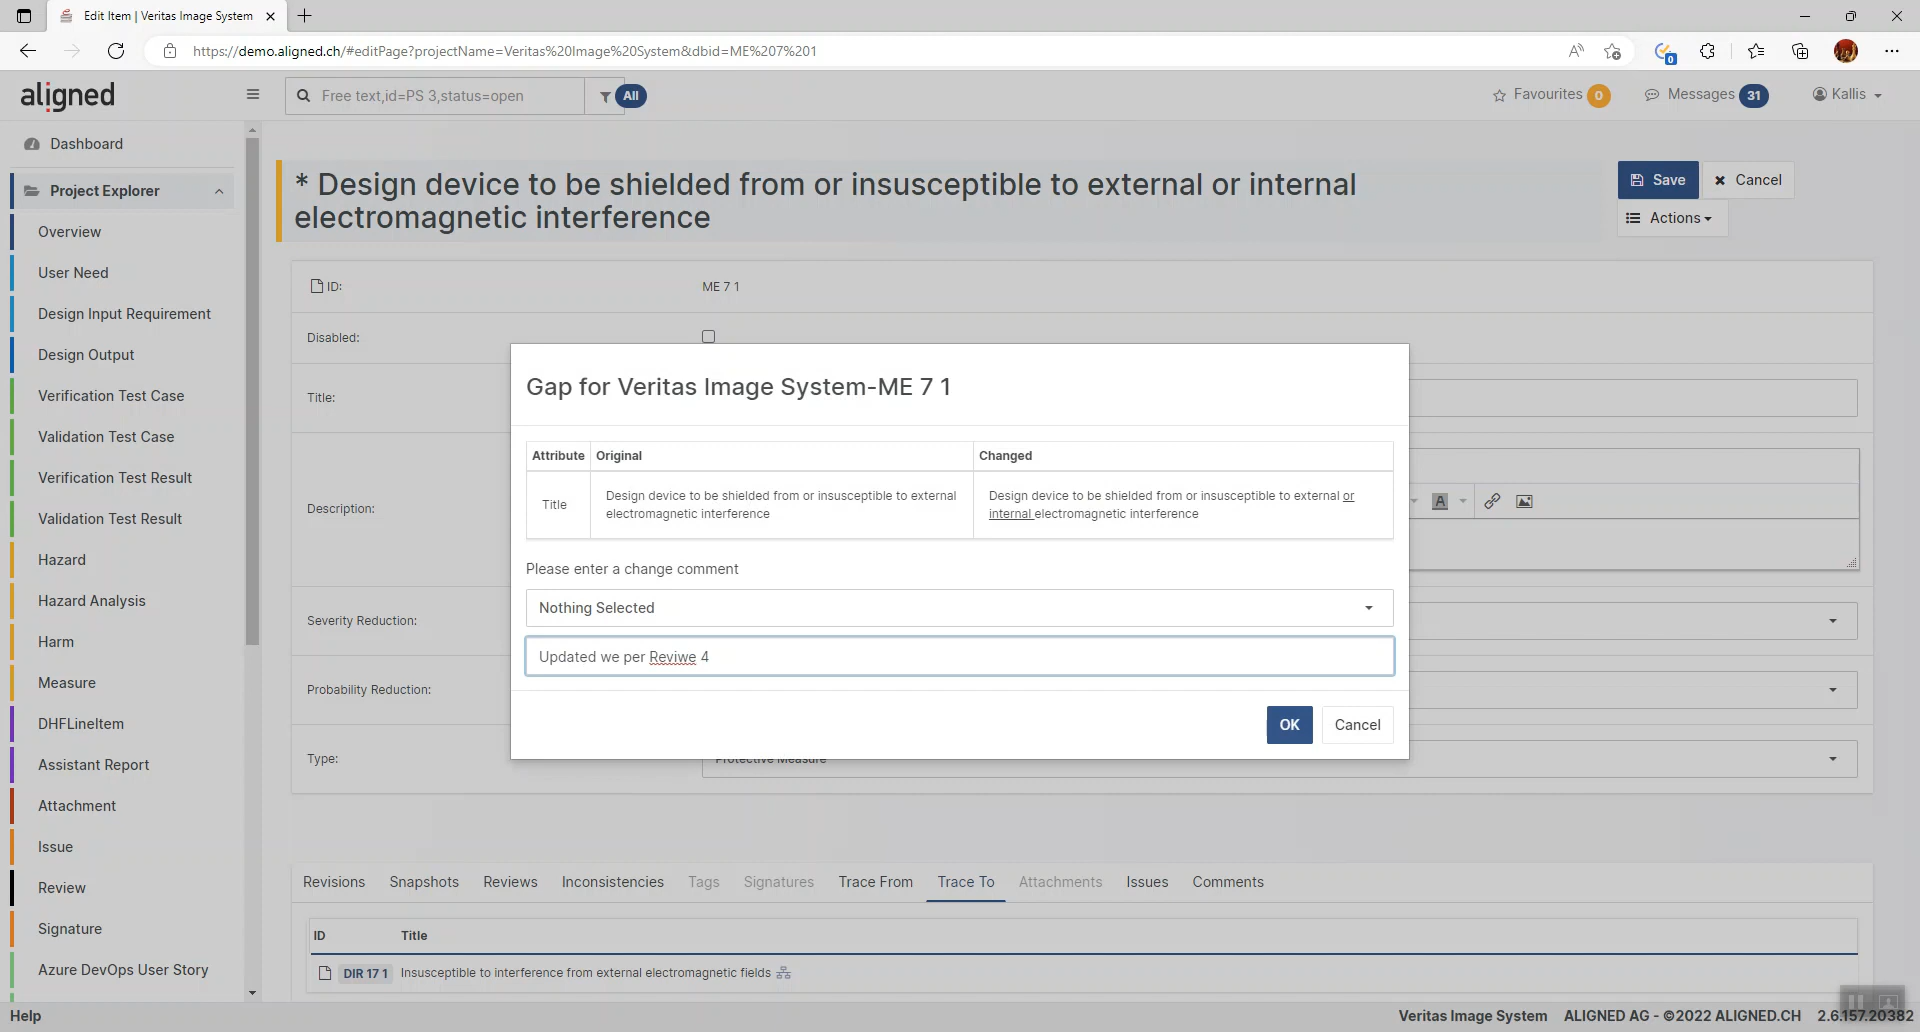 Edit Item | Veritas Image System
https://demo.aligned.ch/#editPage?projectName=Veritas%20Image%20System&dbid=ME%207%201
0
aligned
Free text,id=PS 3,status=open
All
Favourites 0
Messages 31
Kallis
Dashboard
Project Explorer
Overview
User Need
Design Input Requirement
Design Output
Verification Test Case
Validation Test Case
Verification Test Result
Validation Test Result
Hazard
Hazard Analysis
Harm
Measure
DHFLineItem
Assistant Report
Attachment
Issue
Review
Signature
Azure DevOps User Story
* Design device to be shielded from or insusceptible to external or internal
electromagnetic interference
Save
Cancel
Actions
ID: ME 7 1
Disabled:
Title:
Description:
A
Severity Reduction:
Probability Reduction:
Type: Protective Measure
Gap for Veritas Image System-ME 7 1
Attribute Original Changed
Title
Design device to be shielded from or insusceptible to external
electromagnetic interference
Design device to be shielded from or insusceptible to external or
internal electromagnetic interference
Please enter a change comment
Nothing Selected
Updated we per Reviwe 4
OK Cancel
Revisions Snapshots Reviews Inconsistencies Tags Signatures Trace From Trace To Attachments Issues Comments
ID Title
DIR 17 1 Insusceptible to interference from external electromagnetic fields
Help
Veritas Image System ALIGNED AG - ©2022 ALIGNED.CH 2.6.157.20382